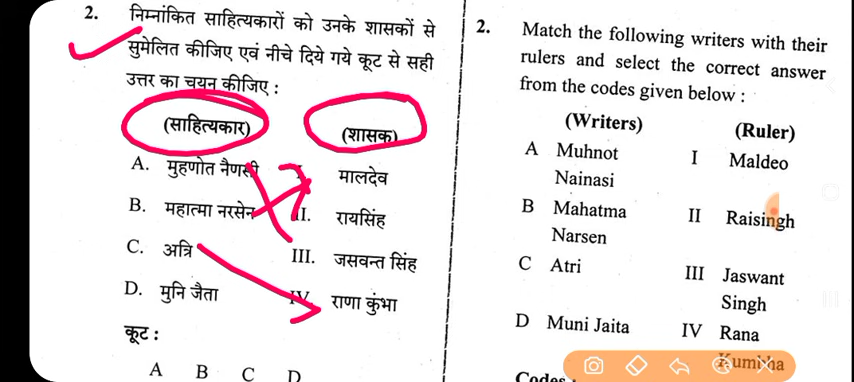 2. निम्नांकित साहित्यकारों को उनके शासकों से
सुमेलित कीजिए एवं नीचे दिये गये कूट से सही
उत्तर का चयन कीजिए :
(साहित्यकार) (शासक)
A. मुहणोत नैणसी I. मालदेव
B. महात्मा नरसेन II. रायसिंह
C. अत्रि III. जसवन्त सिंह
D. मुनि जैता IV. राणा कुंभा
कूट :
A B C D
2. Match the following writers with their
rulers and select the correct answer
from the codes given below :
(Writers) (Ruler)
A Muhnot I Maldeo
Nainasi
B Mahatma II Raisingh
Narsen
C Atri III Jaswant
Singh
D Muni Jaita IV Rana
Codes